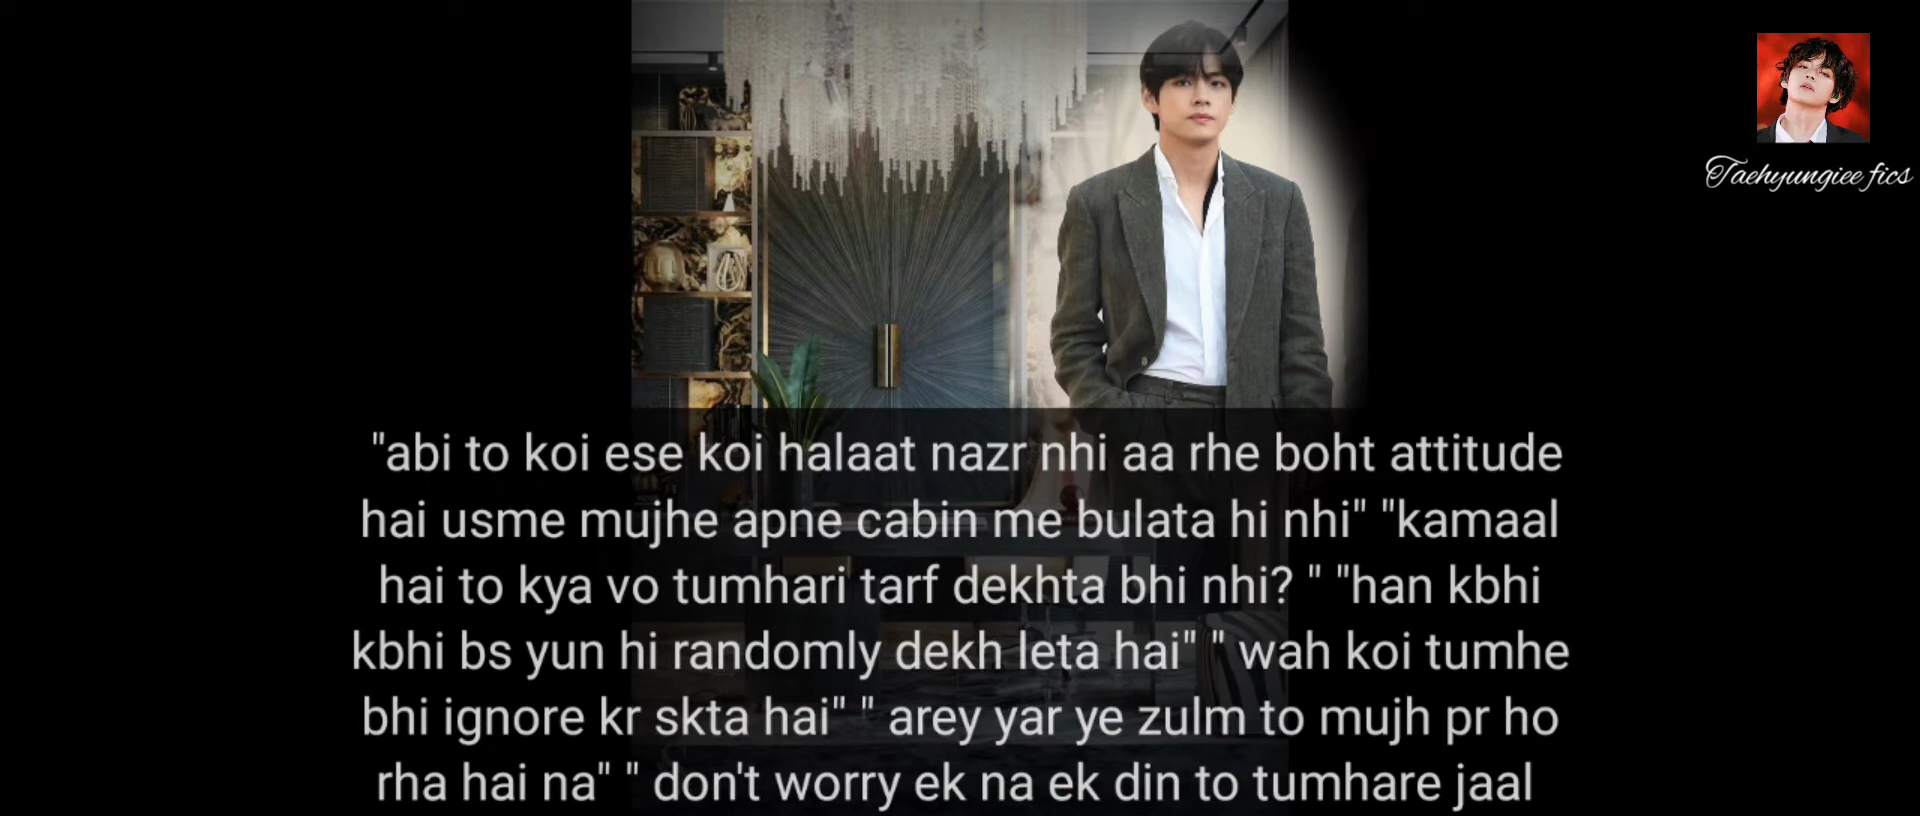 Taehyungiee fics
"abi to koi ese koi halaat nazr nhi aa rhe boht attitude
hai usme mujhe apne cabin me bulata hi nhi" "kamaal
hai to kya vo tumhari tarf dekhta bhi nhi? " "han kbhi
kbhi bs yun hi randomly dekh leta hai" " wah koi tumhe
bhi ignore kr skta hai" " arey yar ye zulm to mujh pr ho
rha hai na" " don't worry ek na ek din to tumhare jaal